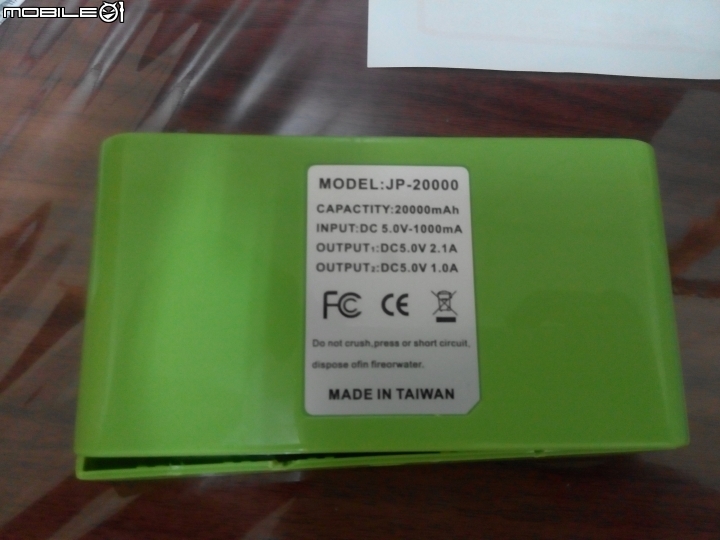 MOBILE01
MODEL:JP-20000
CAPACTITY:20000mAh
INPUT:DC 5.0V-1000mA
OUTPUT1:DC5.0V 2.1A
OUTPUT2:DC5.0V 1.0A
FC CE
Do not crush,press or short circuit,
dispose ofin fireorwater.
MADE IN TAIWAN